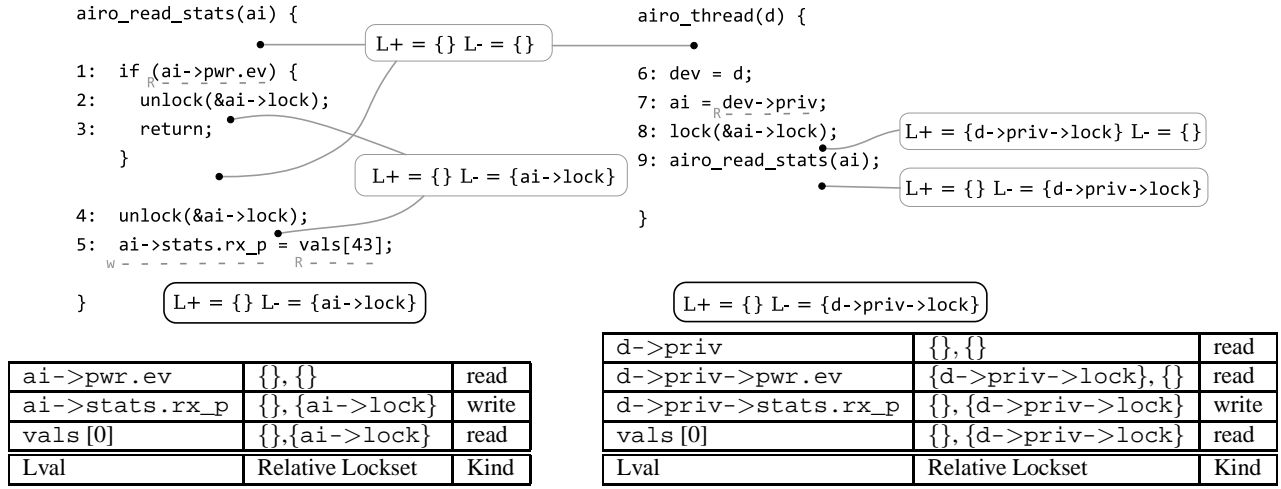 airo_read_stats(ai) {
L+ = {} L- = {}
1: if (ai->pwr.ev) {
R
2: unlock(&ai->lock);
3: return;
}
L+ = {} L- = {ai->lock}
4: unlock(&ai->lock);
5: ai->stats.rx_p = vals[43];
W R
}
L+ = {} L- = {ai->lock}
airo_thread(d) {
6: dev = d;
7: ai = dev->priv;
R
8: lock(&ai->lock);
L+ = {d->priv->lock} L- = {}
9: airo_read_stats(ai);
L+ = {} L- = {d->priv->lock}
}
L+ = {} L- = {d->priv->lock}
ai->pwr.ev {}, {} read
ai->stats.rx_p {}, {ai->lock} write
vals [0] {},{ai->lock} read
Lval Relative Lockset Kind
d->priv {}, {} read
d->priv->pwr.ev {d->priv->lock}, {} read
d->priv->stats.rx_p {}, {d->priv->lock} write
vals [0] {}, {d->priv->lock} read
Lval Relative Lockset Kind